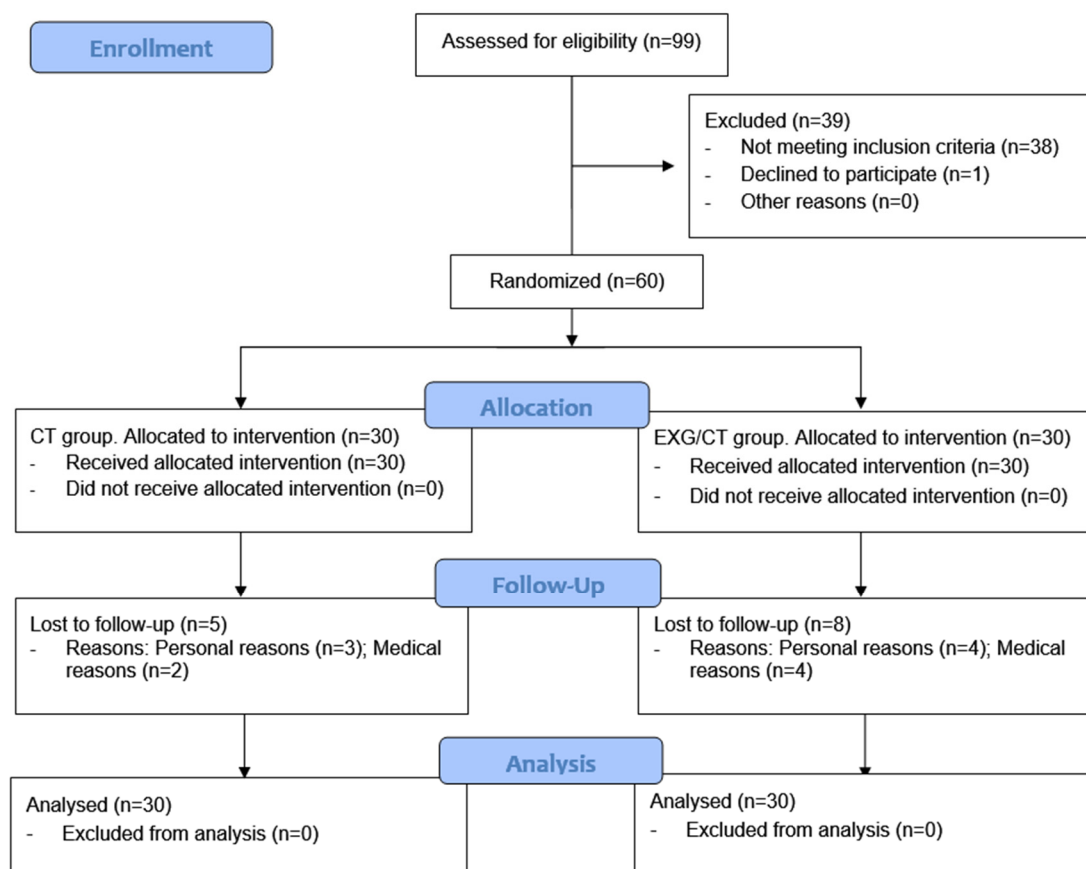 Enrollment
Assessed for eligibility (n=99)
Excluded (n=39)
- Not meeting inclusion criteria (n=38)
- Declined to participate (n=1)
- Other reasons (n=0)
Randomized (n=60)
Allocation
CT group. Allocated to intervention (n=30)
- Received allocated intervention (n=30)
- Did not receive allocated intervention (n=0)
EXG/CT group. Allocated to intervention (n=30)
- Received allocated intervention (n=30)
- Did not receive allocated intervention (n=0)
Follow-Up
Lost to follow-up (n=5)
- Reasons: Personal reasons (n=3); Medical
reasons (n=2)
Lost to follow-up (n=8)
- Reasons: Personal reasons (n=4); Medical
reasons (n=4)
Analysis
Analysed (n=30)
- Excluded from analysis (n=0)
Analysed (n=30)
- Excluded from analysis (n=0)